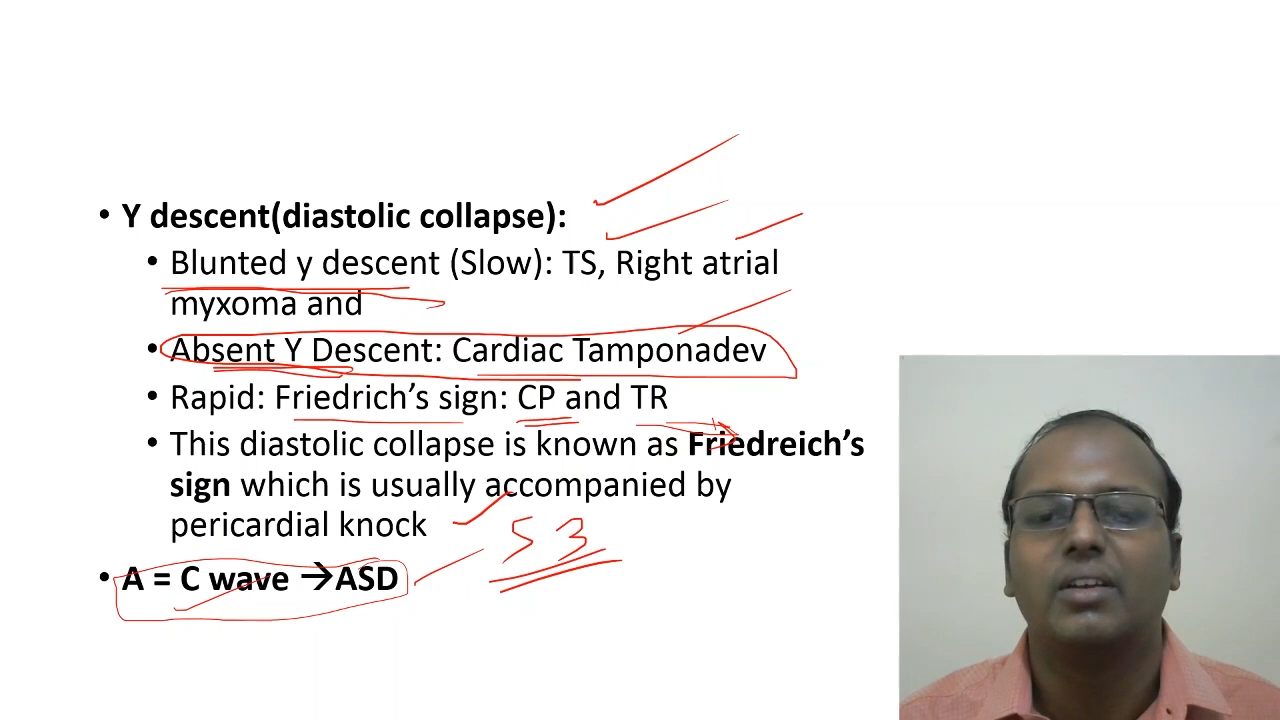 • Y descent(diastolic collapse):
• Blunted y descent (Slow): TS, Right atrial
myxoma and
• Absent Y Descent: Cardiac Tamponadev
• Rapid: Friedrich’s sign: CP and TR
• This diastolic collapse is known as Friedreich’s
sign which is usually accompanied by
pericardial knock
S3
• A = C wave →ASD